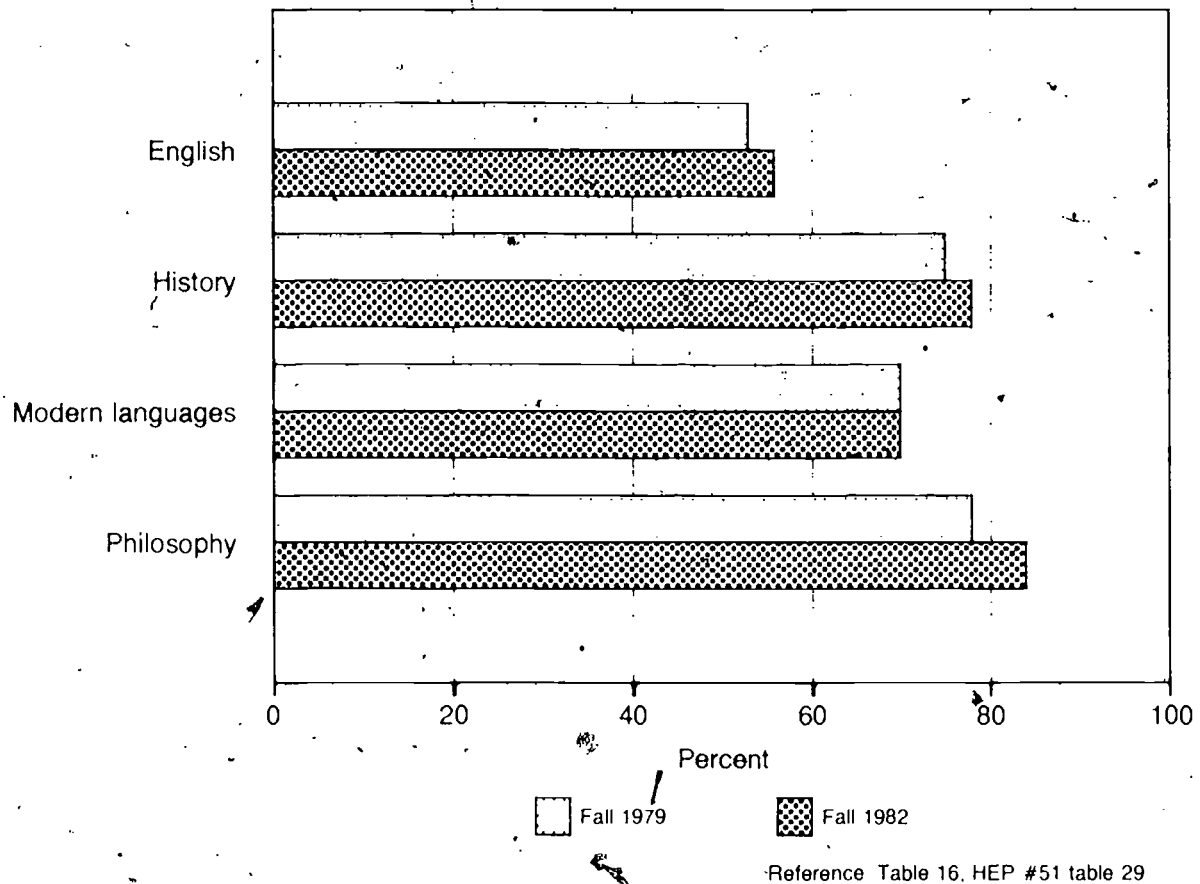 English
History
Modern languages
Philosophy
0 20 40 60 80 100
Percent
Fall 1979 Fall 1982
Reference Table 16, HEP #51 table 29